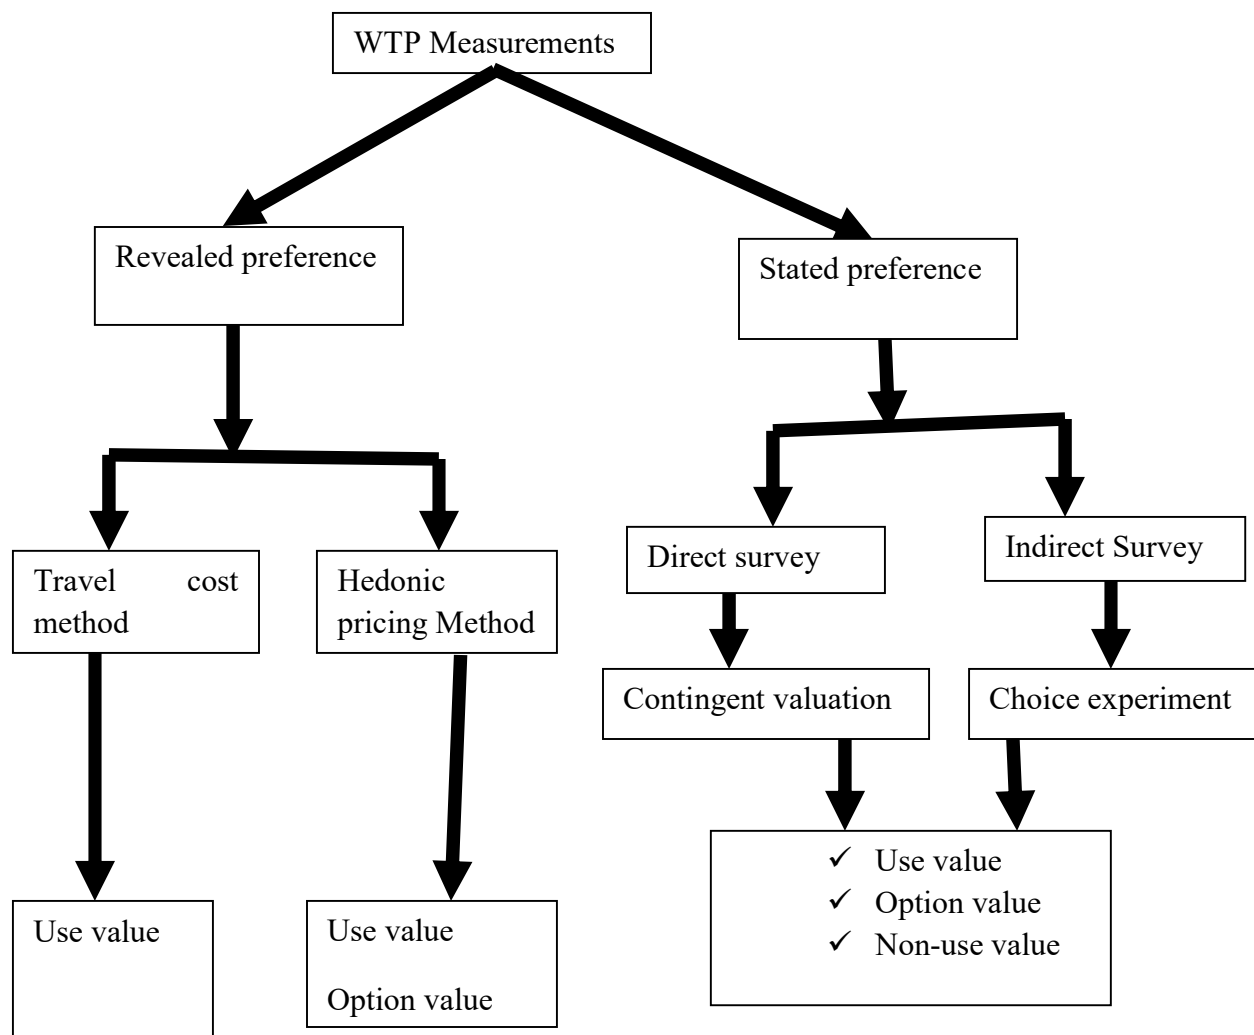 WTP Measurements
Revealed preference
Stated preference
Direct survey
Indirect Survey
Travel cost
method
Hedonic
pricing Method
Contingent valuation
Choice experiment
✓ Use value
✓ Option value
✓ Non-use value
Use value
Use value
Option value